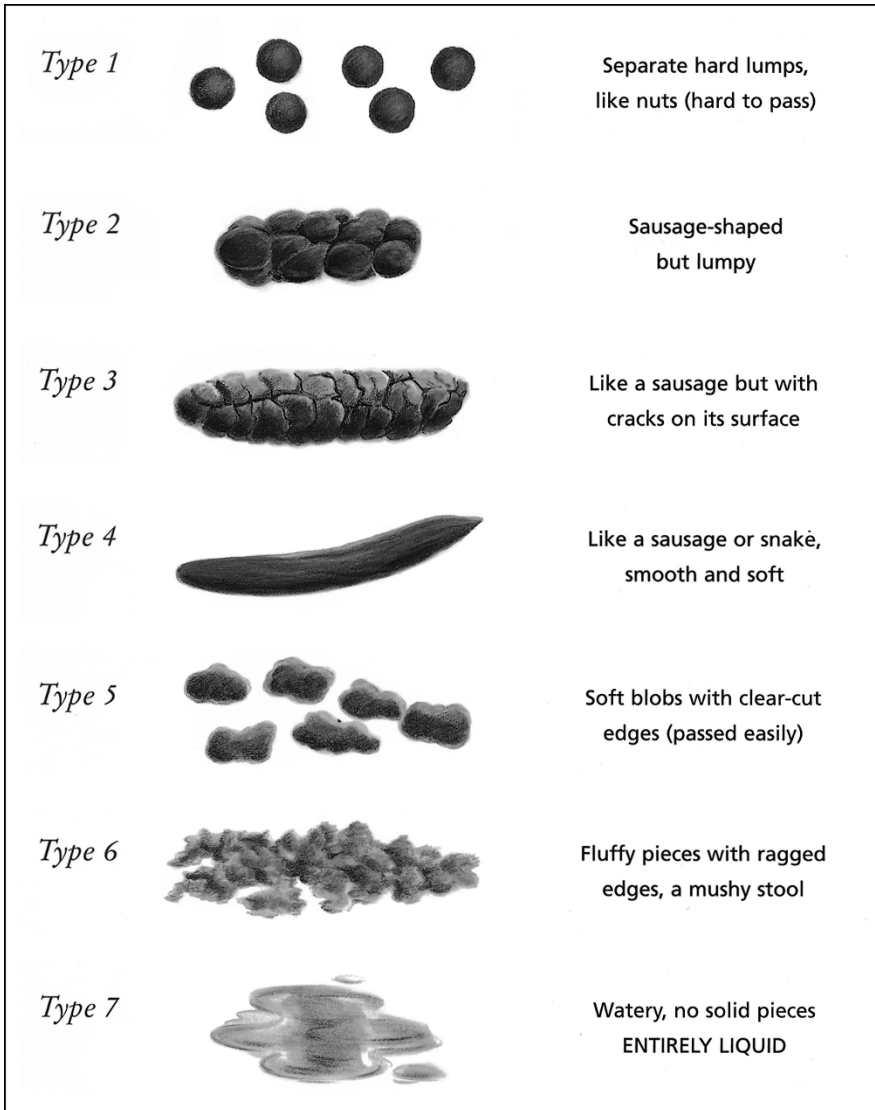 Type 1
Separate hard lumps,
like nuts (hard to pass)
Type 2
Sausage-shaped
but lumpy
Type 3
Like a sausage but with
cracks on its surface
Type 4
Like a sausage or snake,
smooth and soft
Type 5
Soft blobs with clear-cut
edges (passed easily)
Type 6
Fluffy pieces with ragged
edges, a mushy stool
Type 7
Watery, no solid pieces
ENTIRELY LIQUID